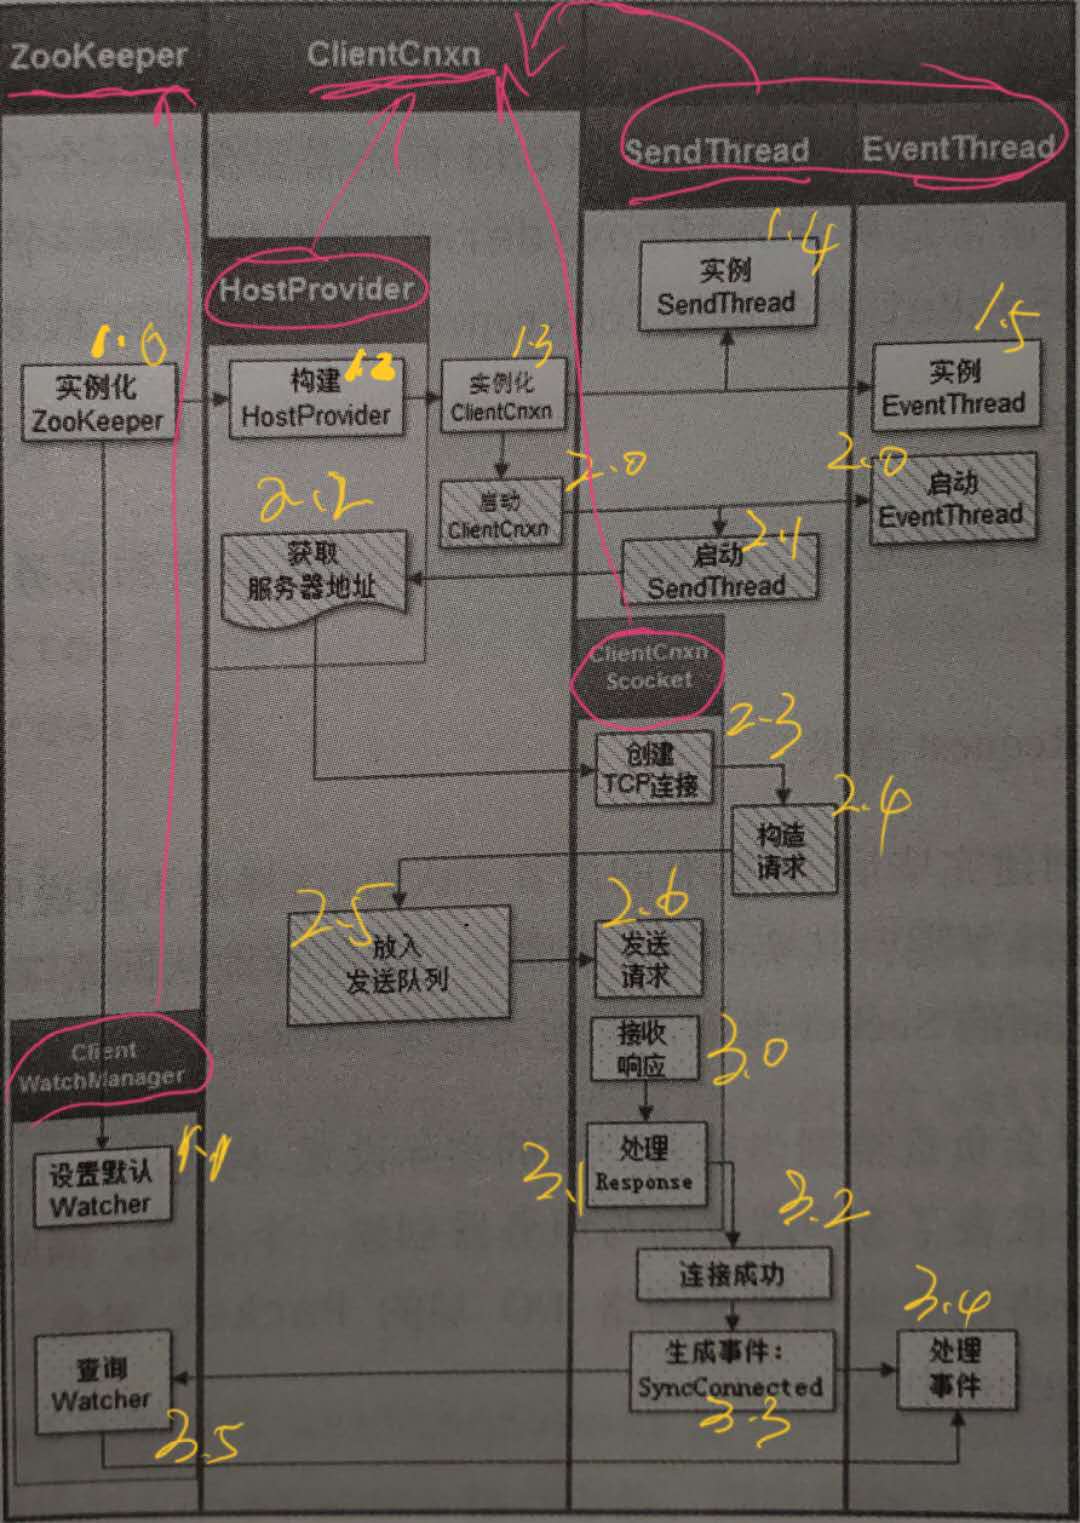 ZooKeeper
ClientCnxn
SendThread
EventThread
HostProvider
1.4
实例
SendThread
1.0
实例化
ZooKeeper
1.2
构建
HostProvider
1.3
实例化
ClientCnxn
1.5
实例
EventThread
2.0
启动
ClientCnxn
2.0
启动
EventThread
2.2
获取
服务器地址
2.1
启动
SendThread
ClientCnxn
Scocket
2-3
创建
TCP连接
2.4
构造
请求
2.5
放入
发送队列
2.6
发送
请求
接收
响应
3.0
Client
WatchManager
1.1
设置默认
Watcher
处理
Response
3.1
3.2
连接成功
生成事件：
SyncConnected
3-3
3.4
处理
事件
查询
Watcher
3.5